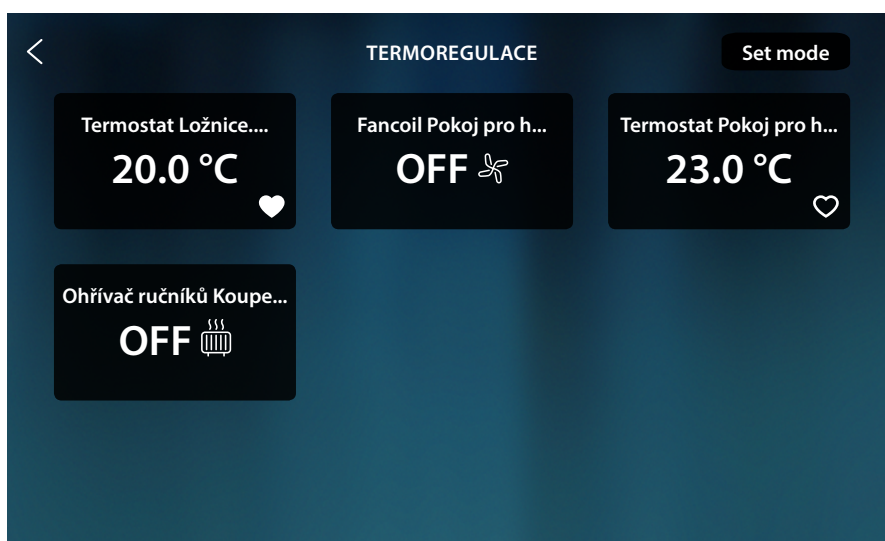 TERMOREGULACE
Set mode
Termostat Ložnice....
20.0 °C
Fancoil Pokoj pro h...
OFF
Termostat Pokoj pro h...
23.0 °C
Ohřívač ručníků Koupe...
OFF